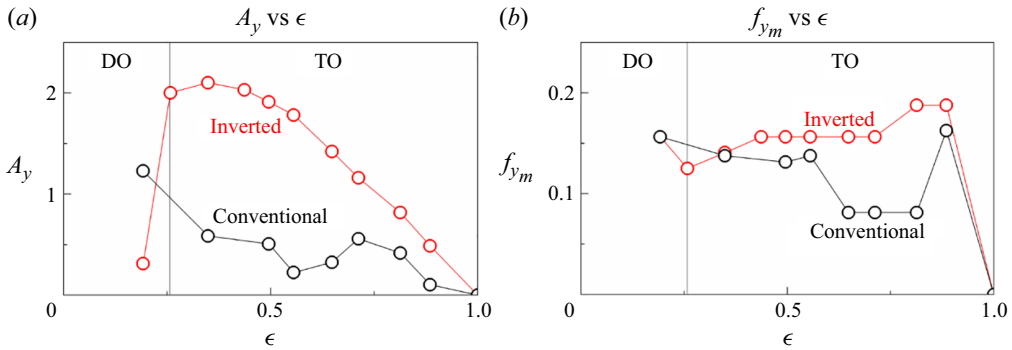 (a)
A_y vs ϵ
DO
TO
2
Inverted
A_y
1
Conventional
0
0.5
1.0
ϵ
(b)
f_{y_m} vs ϵ
DO
TO
0.2
Inverted
f_{y_m}
0.1
Conventional
0
0.5
1.0
ϵ